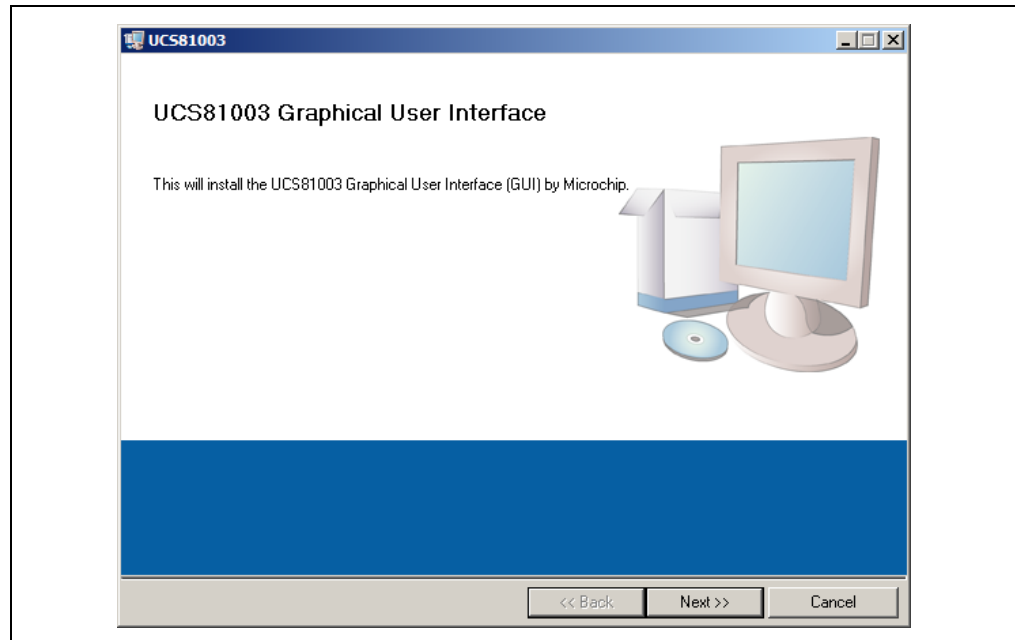 UCS81003
UCS81003 Graphical User Interface
This will install the UCS81003 Graphical User Interface (GUI) by Microchip.
<< Back Next >> Cancel